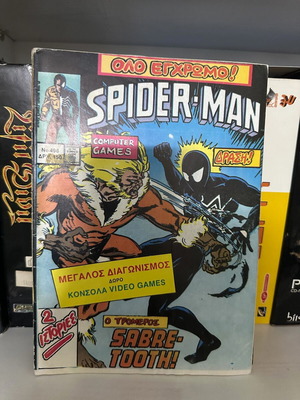 ΟΛΟ ΕΓΧΡΩΜΟ!
SPIDER-MAN
COMPUTER
GAMES
ΔΡΑΣΗ!
ΜΕΓΑΛΟΣ ΔΙΑΓΩΝΙΣΜΟΣ
ΔΩΡΟ
ΚΟΝΣΟΛΑ VIDEO GAMES
2
ΙΣΤΟΡΙΕΣ
Ο ΤΡΟΜΕΡΟΣ
SABRE-
TOOTH!